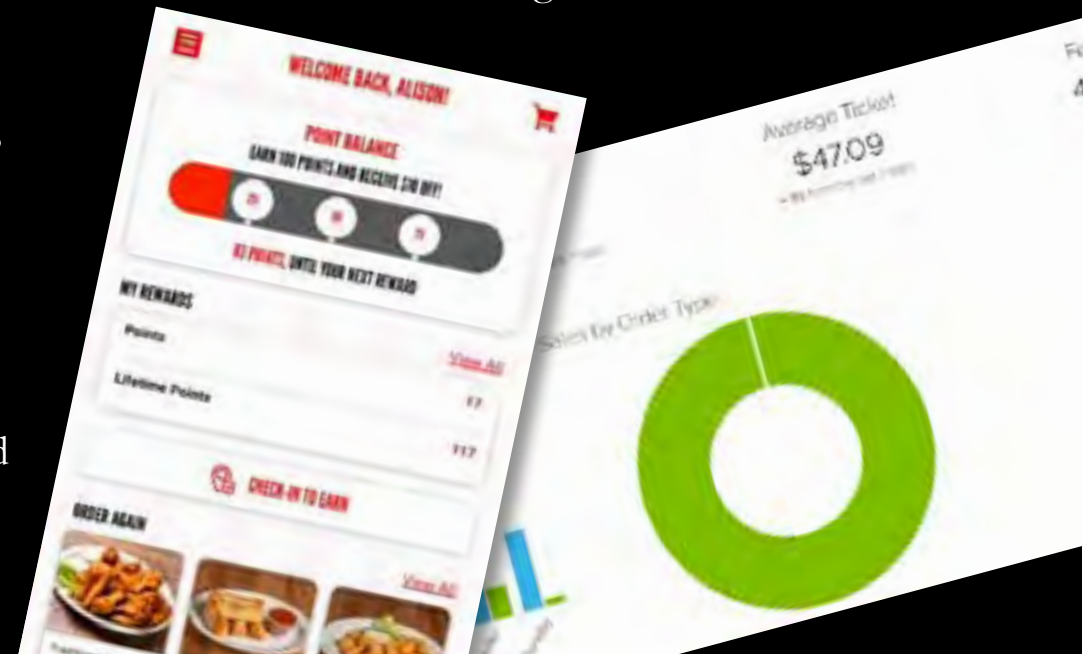 WELCOME BACK, ALISON!
POINT BALANCE
EARN 100 POINTS AND RECEIVE $10 OFF!
83 POINTS, UNTIL YOUR NEXT REWARD
MY REWARDS
View All
Points
17
Lifetime Points
117
CHECK-IN TO EARN
ORDER AGAIN
View All
Average Ticket
$47.09
Sales by Order Type